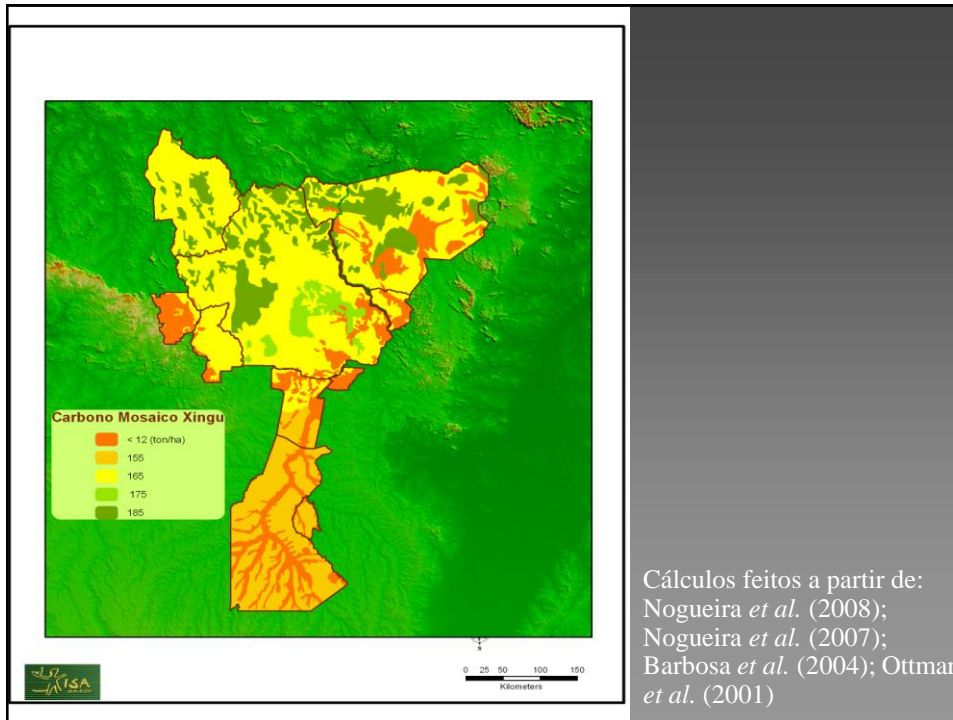 Carbono Mosaico Xingu
< 12 (ton/ha)
155
165
175
185
S
0 25 50 100 150
Kilometers
ISA
Cálculos feitos a partir de:
Nogueira et al. (2008);
Nogueira et al. (2007);
Barbosa et al. (2004); Ottmar
et al. (2001)